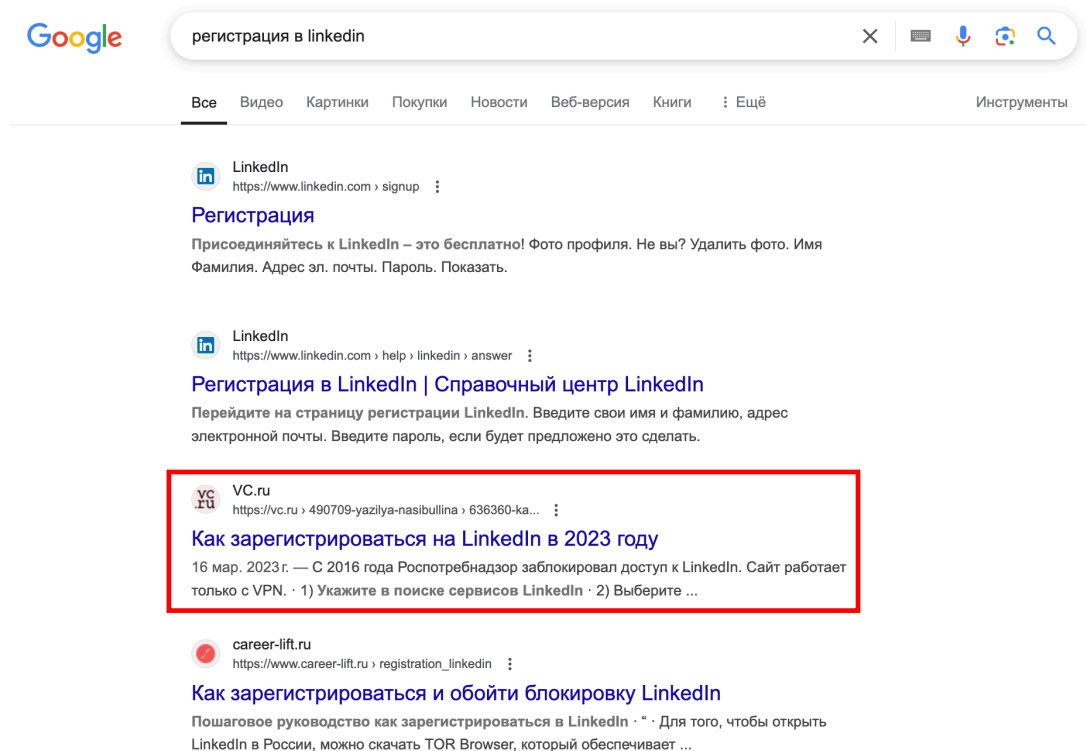 Google
регистрация в linkedin
Все Видео Картинки Покупки Новости Веб-версия Книги Ещё Инструменты
LinkedIn
https://www.linkedin.com › signup
Регистрация
Присоединяйтесь к LinkedIn – это бесплатно! Фото профиля. Не вы? Удалить фото. Имя
Фамилия. Адрес эл. почты. Пароль. Показать.
LinkedIn
https://www.linkedin.com › help › linkedin › answer
Регистрация в LinkedIn | Справочный центр LinkedIn
Перейдите на страницу регистрации LinkedIn. Введите свои имя и фамилию, адрес
электронной почты. Введите пароль, если будет предложено это сделать.
vc.ru
VC.ru
https://vc.ru › 490709-yazilya-nasibullina › 636360-ka...
Как зарегистрироваться на LinkedIn в 2023 году
16 мар. 2023 г. — С 2016 года Роспотребнадзор заблокировал доступ к LinkedIn. Сайт работает
только с VPN. · 1) Укажите в поиске сервисов LinkedIn · 2) Выберите ...
career-lift.ru
https://www.career-lift.ru › registration_linkedin
Как зарегистрироваться и обойти блокировку LinkedIn
Пошаговое руководство как зарегистрироваться в LinkedIn · “ · Для того, чтобы открыть
LinkedIn в России, можно скачать TOR Browser, который обеспечивает ...